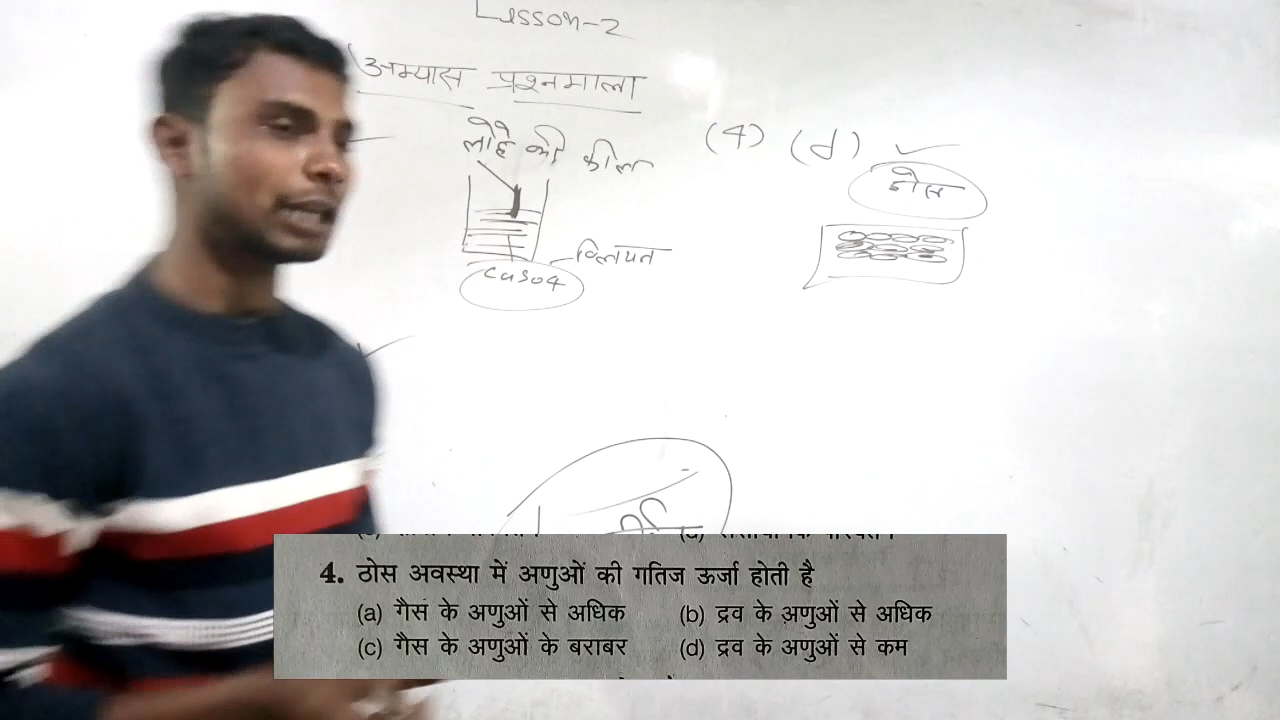 Lesson-2
अभ्यास प्रश्नमाला
लोहे की कील
(4) (d)
ठोस
विलयन
CuSO4
4. ठोस अवस्था में अणुओं की गतिज ऊर्जा होती है
(a) गैस के अणुओं से अधिक (b) द्रव के अणुओं से अधिक
(c) गैस के अणुओं के बराबर (d) द्रव के अणुओं से कम